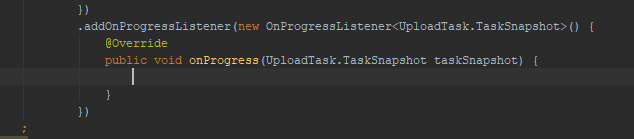 })
.addOnProgressListener(new OnProgressListener<UploadTask.TaskSnapshot>() {
@Override
public void onProgress(UploadTask.TaskSnapshot taskSnapshot) {
}
})
;